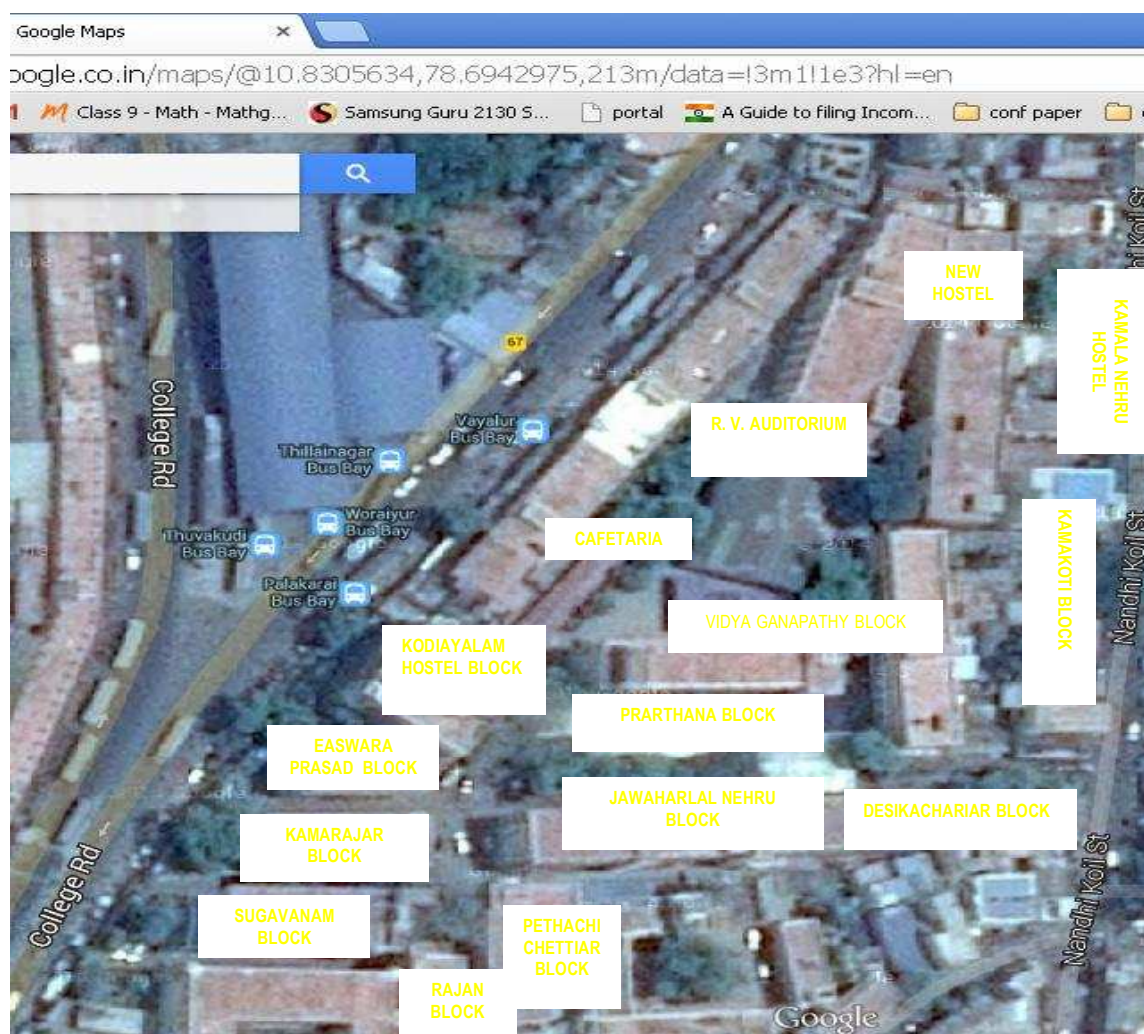 Google Maps
oogle.co.in/maps/@10.8305634,78.6942975,213m/data=!3m1!1e3?hl=en
Class 9 - Math - Mathg...
Samsung Guru 2130 S...
portal
A Guide to filing Incom...
conf paper
NEW
HOSTEL
KAMALA NEHRU
HOSTEL
67
College Rd
Vayalur
Bus Bay
R. V. AUDITORIUM
Thillainagar
Bus Bay
Woraiyur
Bus Bay
Thuvakudi
Bus Bay
CAFETARIA
KAMAKOTI BLOCK
Nandhi Koil St
Palakarai
Bus Bay
VIDYA GANAPATHY BLOCK
KODIAYALAM
HOSTEL BLOCK
PRARTHANA BLOCK
EASWARA
PRASAD BLOCK
JAWAHARLAL NEHRU
BLOCK
DESIKACHARIAR BLOCK
KAMARAJAR
BLOCK
College Rd
Nandhi Koil St
SUGAVANAM
BLOCK
PETHACHI
CHETTIAR
BLOCK
RAJAN
BLOCK
Google